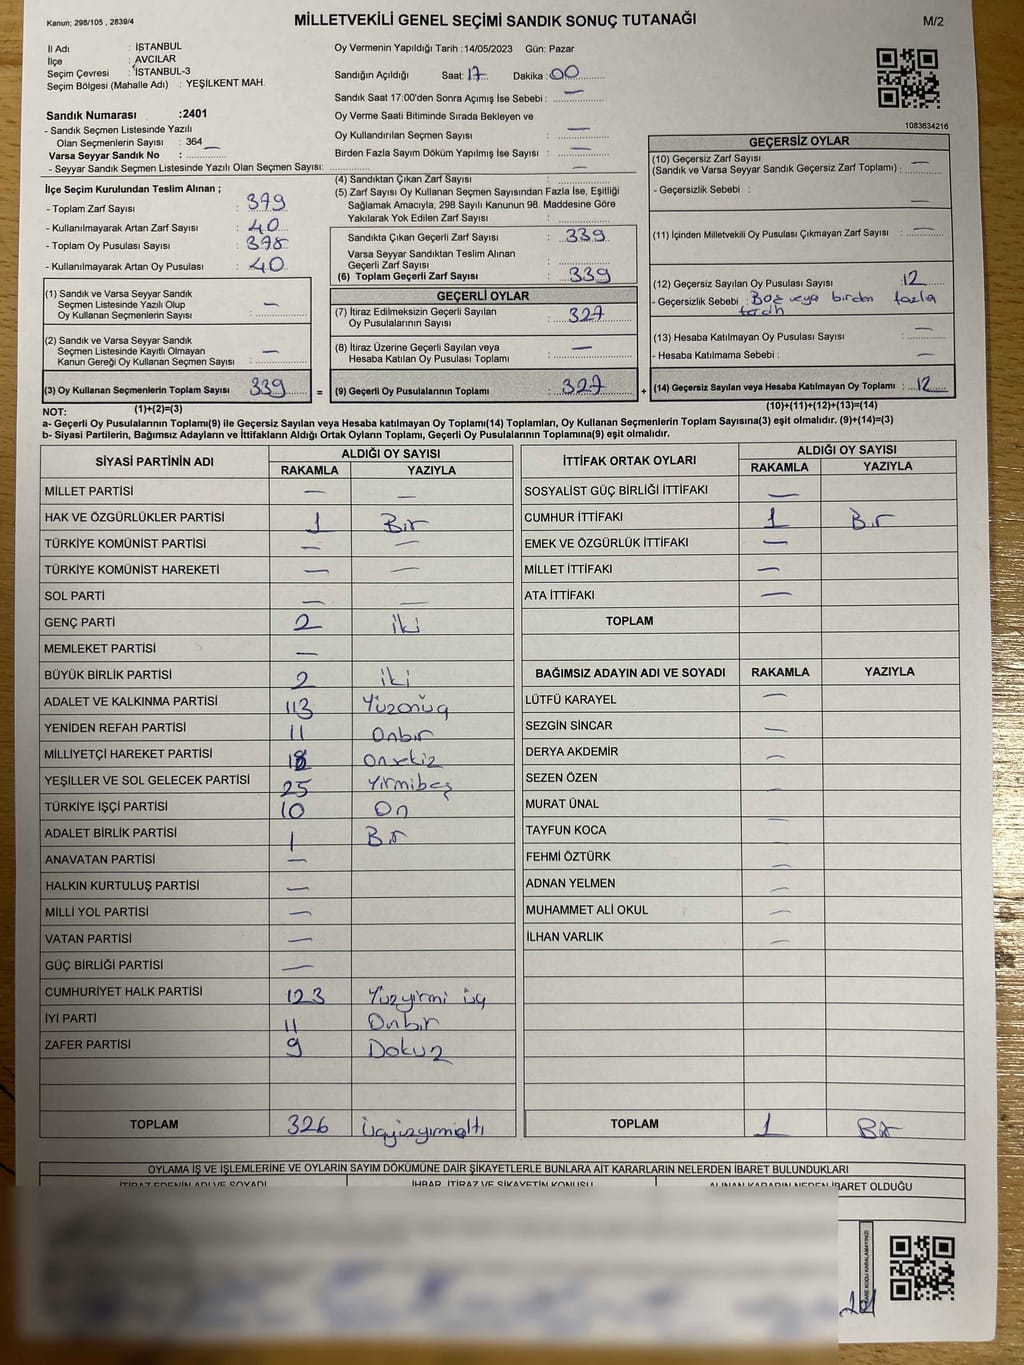 Kanun; 298/105 , 2839/4
MİLLETVEKİLİ GENEL SEÇİMİ SANDIK SONUÇ TUTANAĞI
M/2
İl Adı : İSTANBUL
İlçe : AVCILAR
Seçim Çevresi : İSTANBUL-3
Seçim Bölgesi (Mahalle Adı) : YEŞİLKENT MAH.
Oy Vermenin Yapıldığı Tarih :14/05/2023 Gün: Pazar
Sandığın Açıldığı Saat: 17 Dakika: 00
Sandık Saat 17:00'den Sonra Açımış İse Sebebi : —
Oy Verme Saati Bitiminde Sırada Bekleyen ve
Oy Kullandırılan Seçmen Sayısı : —
Birden Fazla Sayım Döküm Yapılmış İse Sayısı : —
Sandık Numarası :2401
- Sandık Seçmen Listesinde Yazılı
Olan Seçmenlerin Sayısı : 364
Varsa Seyyar Sandık No :
- Seyyar Sandık Seçmen Listesinde Yazılı Olan Seçmen Sayısı: —
1083634216
İlçe Seçim Kurulundan Teslim Alınan ;
- Toplam Zarf Sayısı : 379
- Kullanılmayarak Artan Zarf Sayısı : 40
- Toplam Oy Pusulası Sayısı : 378
- Kullanılmayarak Artan Oy Pusulası : 40
(4) Sandıktan Çıkan Zarf Sayısı :
(5) Zarf Sayısı Oy Kullanan Seçmen Sayısından Fazla İse, Eşitliği
Sağlamak Amacıyla; 298 Sayılı Kanunun 98. Maddesine Göre
Yakılarak Yok Edilen Zarf Sayısı :
Sandıkta Çıkan Geçerli Zarf Sayısı : 339
Varsa Seyyar Sandıktan Teslim Alınan
Geçerli Zarf Sayısı :
(6) Toplam Geçerli Zarf Sayısı : 339
GEÇERSİZ OYLAR
(10) Geçersiz Zarf Sayısı
(Sandık ve Varsa Seyyar Sandık Geçersiz Zarf Toplamı) : —
- Geçersizlik Sebebi : —
(11) İçinden Milletvekili Oy Pusulası Çıkmayan Zarf Sayısı : —
(12) Geçersiz Sayılan Oy Pusulası Sayısı : 12
- Geçersizlik Sebebi : Boş veya birden fazla
tercih
(13) Hesaba Katılmayan Oy Pusulası Sayısı : —
- Hesaba Katılmama Sebebi : —
(1) Sandık ve Varsa Seyyar Sandık
Seçmen Listesinde Yazılı Olup
Oy Kullanan Seçmenlerin Sayısı : —
(2) Sandık ve Varsa Seyyar Sandık
Seçmen Listesinde Kayıtlı Olmayan
Kanun Gereği Oy Kullanan Seçmen Sayısı : —
GEÇERLİ OYLAR
(7) İtiraz Edilmeksizin Geçerli Sayılan
Oy Pusulalarının Sayısı : 327
(8) İtiraz Üzerine Geçerli Sayılan veya
Hesaba Katılan Oy Pusulası Toplamı : —
(3) Oy Kullanan Seçmenlerin Toplam Sayısı : 339 = (9) Geçerli Oy Pusulalarının Toplamı : 327 + (14) Geçersiz Sayılan veya Hesaba Katılmayan Oy Toplamı : 12
NOT: (1)+(2)=(3) (10)+(11)+(12)+(13)=(14)
a- Geçerli Oy Pusulalarının Toplamı(9) ile Geçersiz Sayılan veya Hesaba katılmayan Oy Toplamı(14) Toplamları, Oy Kullanan Seçmenlerin Toplam Sayısına(3) eşit olmalıdır. (9)+(14)=(3)
b- Siyasi Partilerin, Bağımsız Adayların ve İttifakların Aldığı Ortak Oyların Toplamı, Geçerli Oy Pusulalarının Toplamına(9) eşit olmalıdır.
SİYASİ PARTİNİN ADI ALDIĞI OY SAYISI
RAKAMLA YAZIYLA
MİLLET PARTİSİ — —
HAK VE ÖZGÜRLÜKLER PARTİSİ 1 Bir
TÜRKİYE KOMÜNİST PARTİSİ — —
TÜRKİYE KOMÜNİST HAREKETİ — —
SOL PARTİ — —
GENÇ PARTİ 2 iki
MEMLEKET PARTİSİ —
BÜYÜK BİRLİK PARTİSİ 2 iki
ADALET VE KALKINMA PARTİSİ 113 Yüzonüç
YENİDEN REFAH PARTİSİ 11 Onbir
MİLLİYETÇİ HAREKET PARTİSİ 18 Onsekiz
YEŞİLLER VE SOL GELECEK PARTİSİ 25 Yirmibeş
TÜRKİYE İŞÇİ PARTİSİ 10 On
ADALET BİRLİK PARTİSİ 1 Bir
ANAVATAN PARTİSİ —
HALKIN KURTULUŞ PARTİSİ —
MİLLİ YOL PARTİSİ —
VATAN PARTİSİ —
GÜÇ BİRLİĞİ PARTİSİ —
CUMHURİYET HALK PARTİSİ 123 Yüzyirmi üç
İYİ PARTİ 11 Onbir
ZAFER PARTİSİ 9 Dokuz
TOPLAM 326 Üçyüzyirmialtı
İTTİFAK ORTAK OYLARI ALDIĞI OY SAYISI
RAKAMLA YAZIYLA
SOSYALİST GÜÇ BİRLİĞİ İTTİFAKI —
CUMHUR İTTİFAKI 1 Bir
EMEK VE ÖZGÜRLÜK İTTİFAKI —
MİLLET İTTİFAKI —
ATA İTTİFAKI —
TOPLAM
BAĞIMSIZ ADAYIN ADI VE SOYADI RAKAMLA YAZIYLA
LÜTFÜ KARAYEL —
SEZGİN SİNCAR —
DERYA AKDEMİR —
SEZEN ÖZEN —
MURAT ÜNAL —
TAYFUN KOCA —
FEHMİ ÖZTÜRK —
ADNAN YELMEN —
MUHAMMET ALİ OKUL —
İLHAN VARLIK —
TOPLAM 1 Bir
OYLAMA İŞ VE İŞLEMLERİNE VE OYLARIN SAYIM DÖKÜMÜNE DAİR ŞİKAYETLERLE BUNLARA AİT KARARLARIN NELERDEN İBARET BULUNDUKLARI
İTİRAZ EDENİN ADI VE SOYADI İHBAR, İTİRAZ VE ŞİKAYETİN KONUSU ALINAN KARARIN NEDEN İBARET OLDUĞU